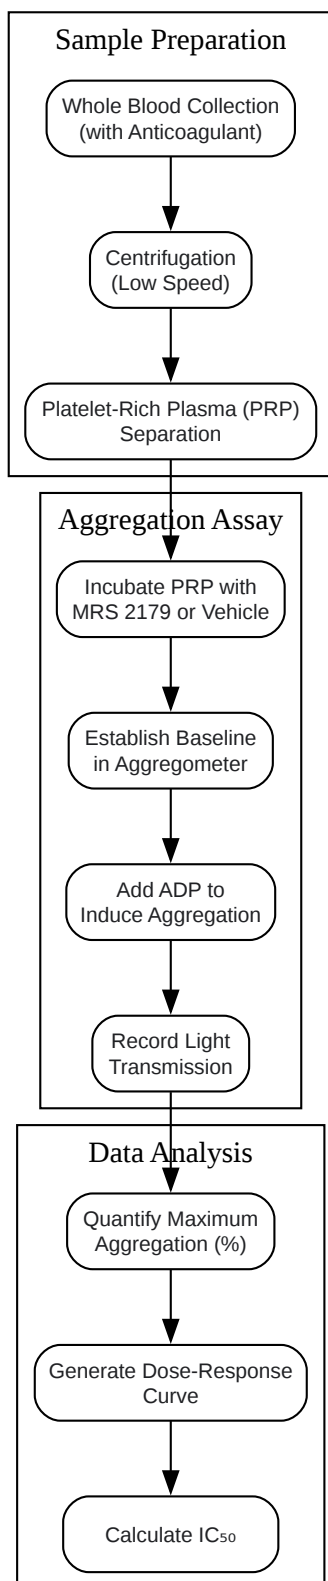 Sample Preparation
Whole Blood Collection
(with Anticoagulant)
Centrifugation
(Low Speed)
Platelet-Rich Plasma (PRP)
Separation
Aggregation Assay
Incubate PRP with
MRS 2179 or Vehicle
Establish Baseline
in Aggregometer
Add ADP to
Induce Aggregation
Record Light
Transmission
Data Analysis
Quantify Maximum
Aggregation (%)
Generate Dose-Response
Curve
Calculate IC₅₀